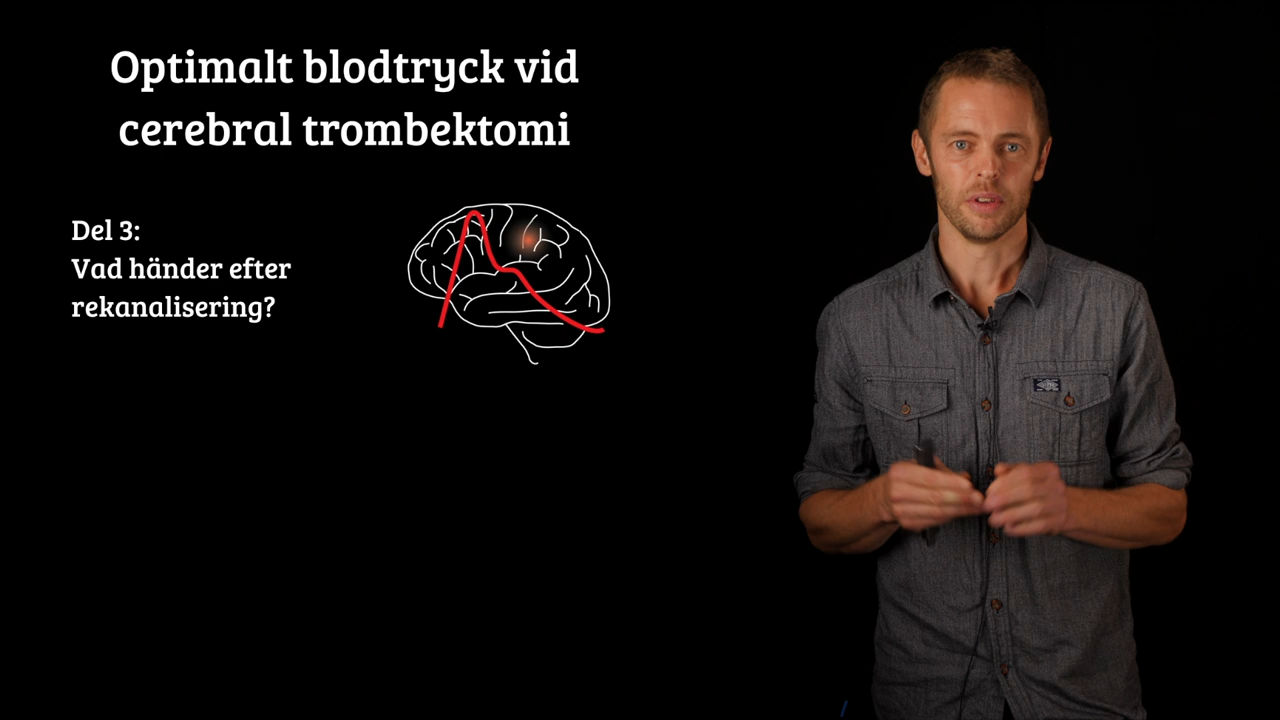 Optimalt blodtryck vid
cerebral trombektomi
Del 3:
Vad händer efter
rekanalisering?